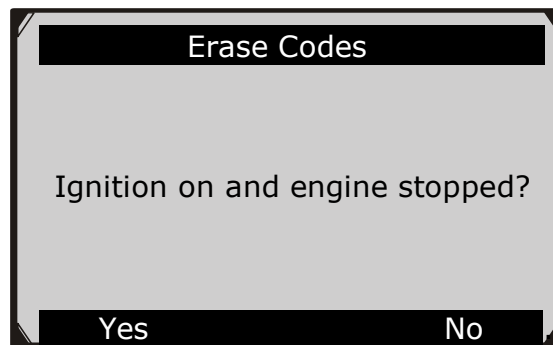 Erase Codes
Ignition on and engine stopped?
Yes No